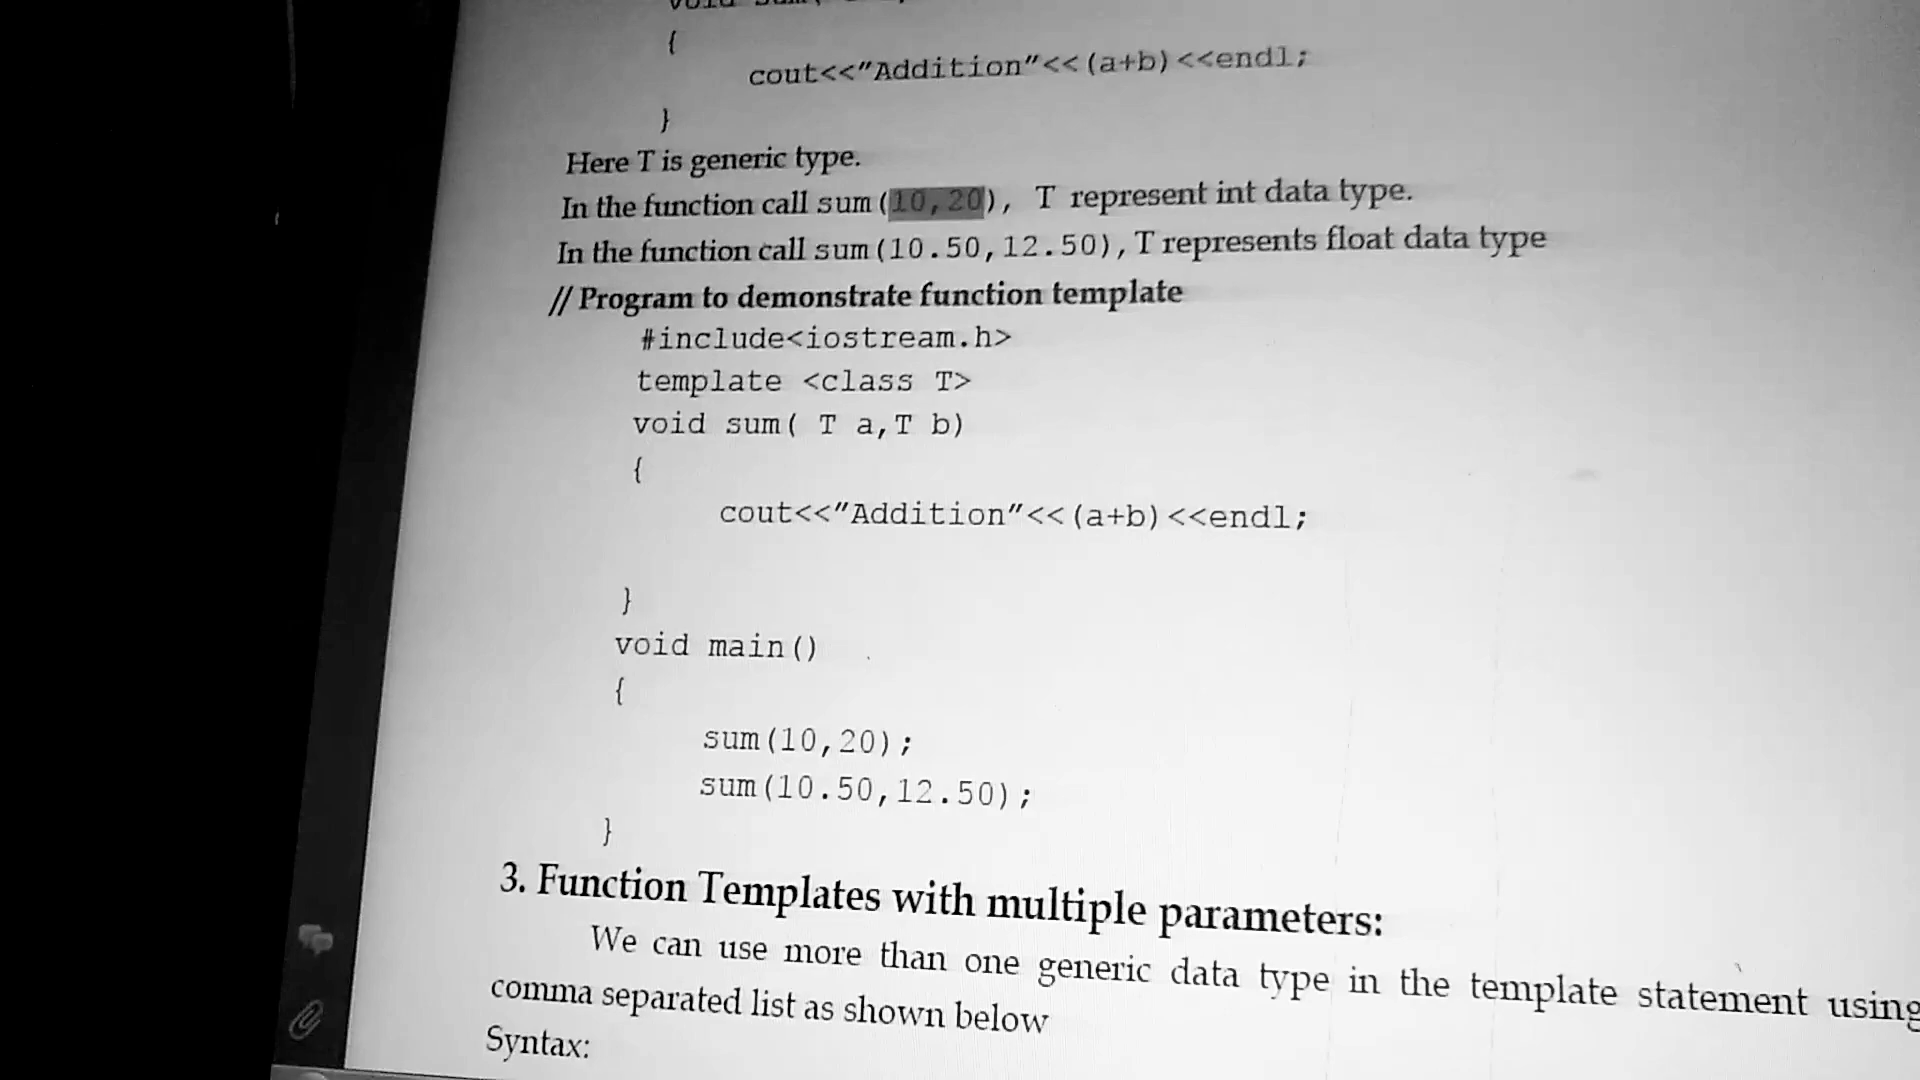 {
cout<<"Addition"<<(a+b)<<endl;
}
Here T is generic type.
In the function call sum(10,20), T represent int data type.
In the function call sum(10.50,12.50), T represents float data type
// Program to demonstrate function template
#include<iostream.h>
template <class T>
void sum( T a,T b)
{
cout<<"Addition"<<(a+b)<<endl;
}
void main()
{
sum(10,20);
sum(10.50,12.50);
}
3. Function Templates with multiple parameters:
We can use more than one generic data type in the template statement using
comma separated list as shown below
Syntax: